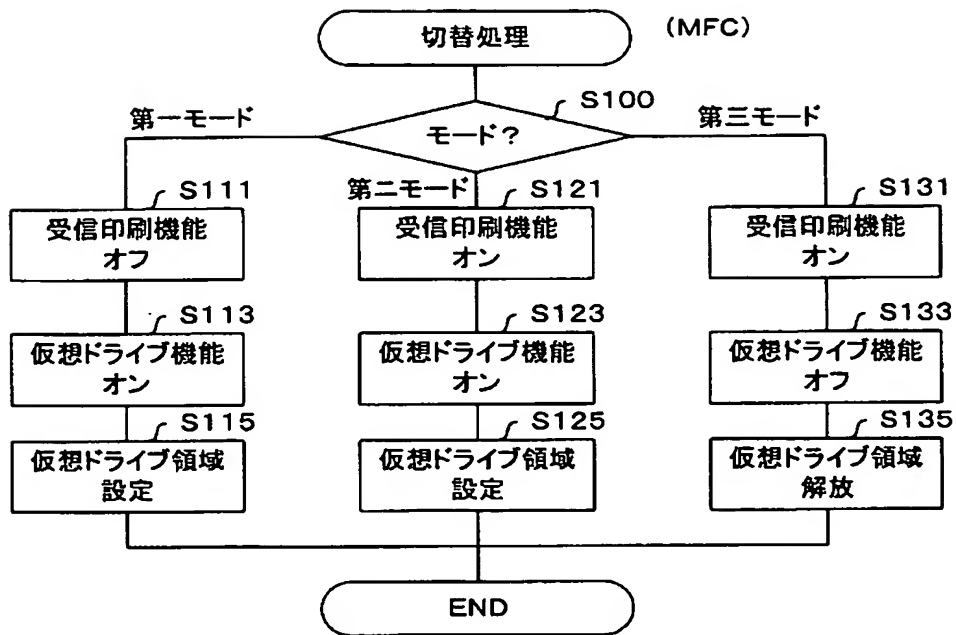 切替処理
(MFC)
S100
モード?
第一モード
第二モード
第三モード
S111
受信印刷機能
オフ
S121
受信印刷機能
オン
S131
受信印刷機能
オン
S113
仮想ドライブ機能
オン
S123
仮想ドライブ機能
オン
S133
仮想ドライブ機能
オフ
S115
仮想ドライブ領域
設定
S125
仮想ドライブ領域
設定
S135
仮想ドライブ領域
解放
END